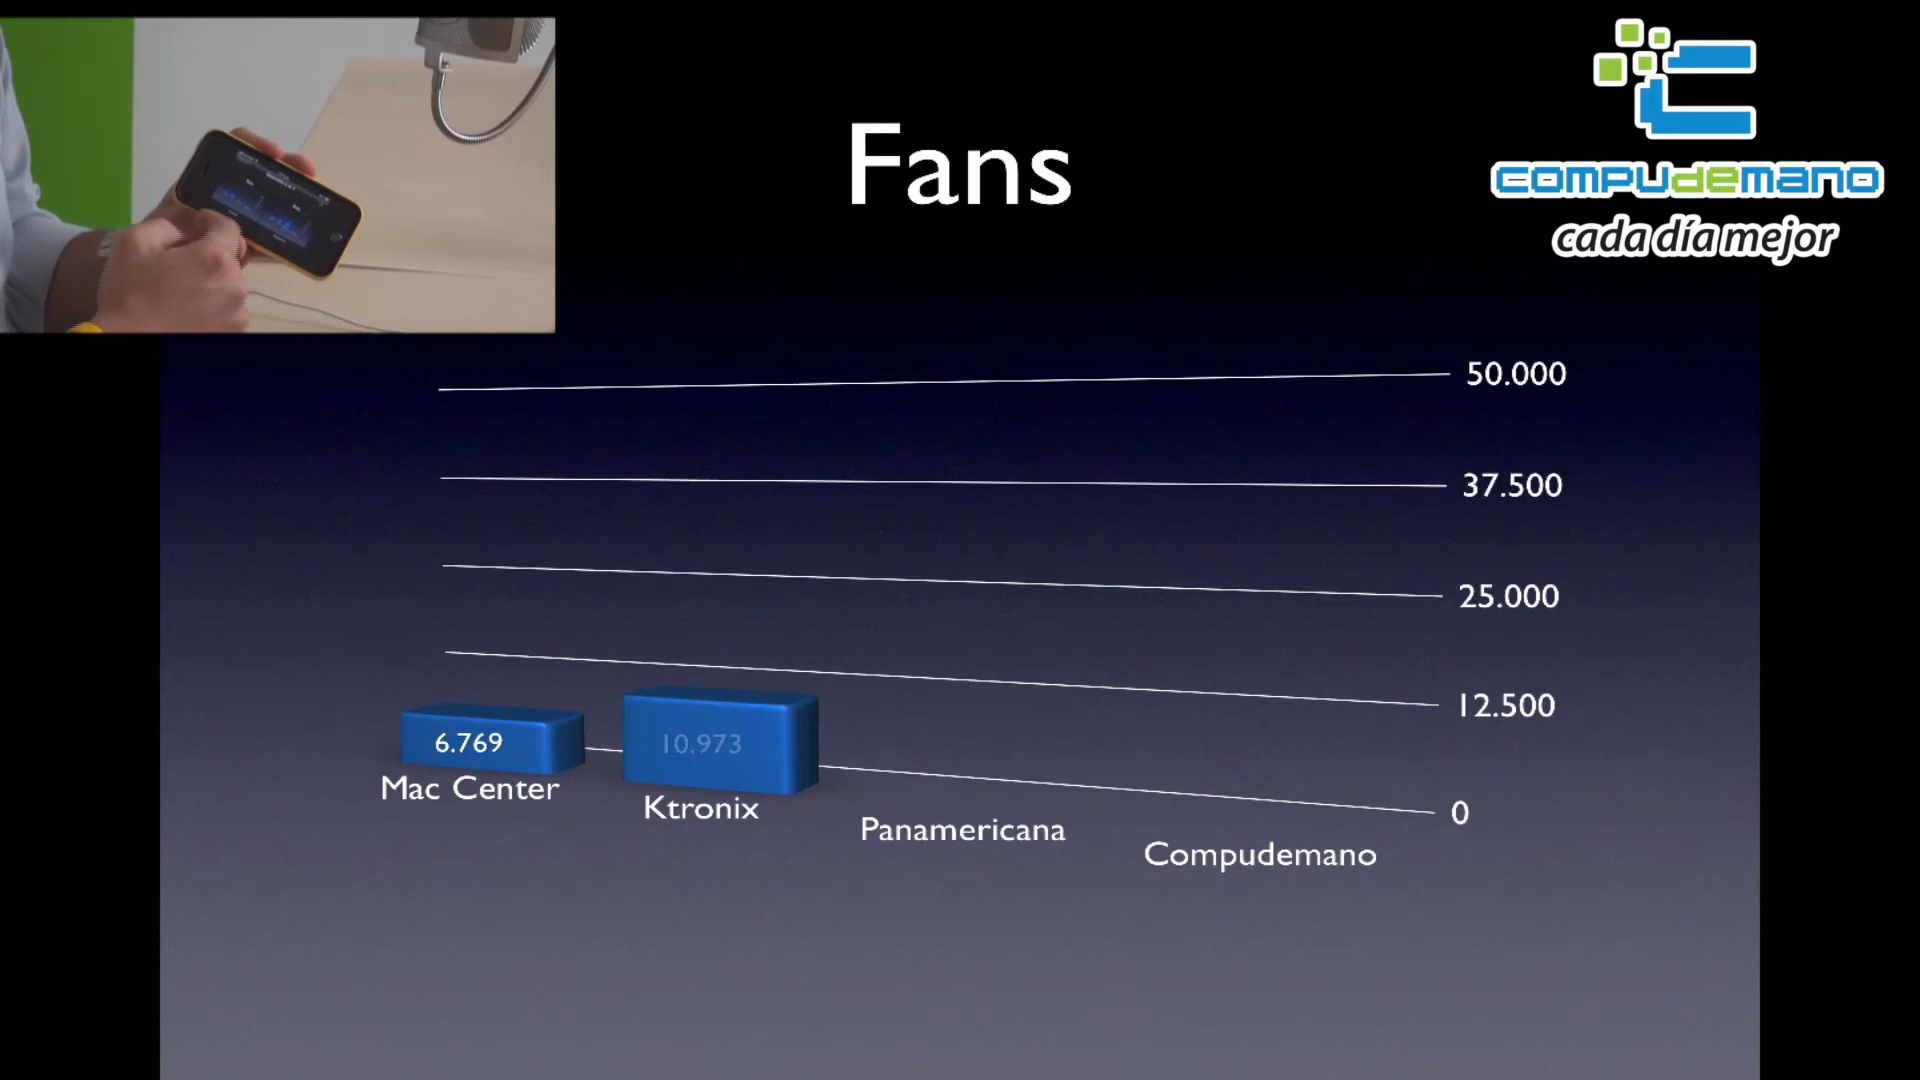 Fans
compudemano
cada día mejor
50.000
37.500
25.000
12.500
0
6.769
10.973
Mac Center
Ktronix
Panamericana
Compudemano